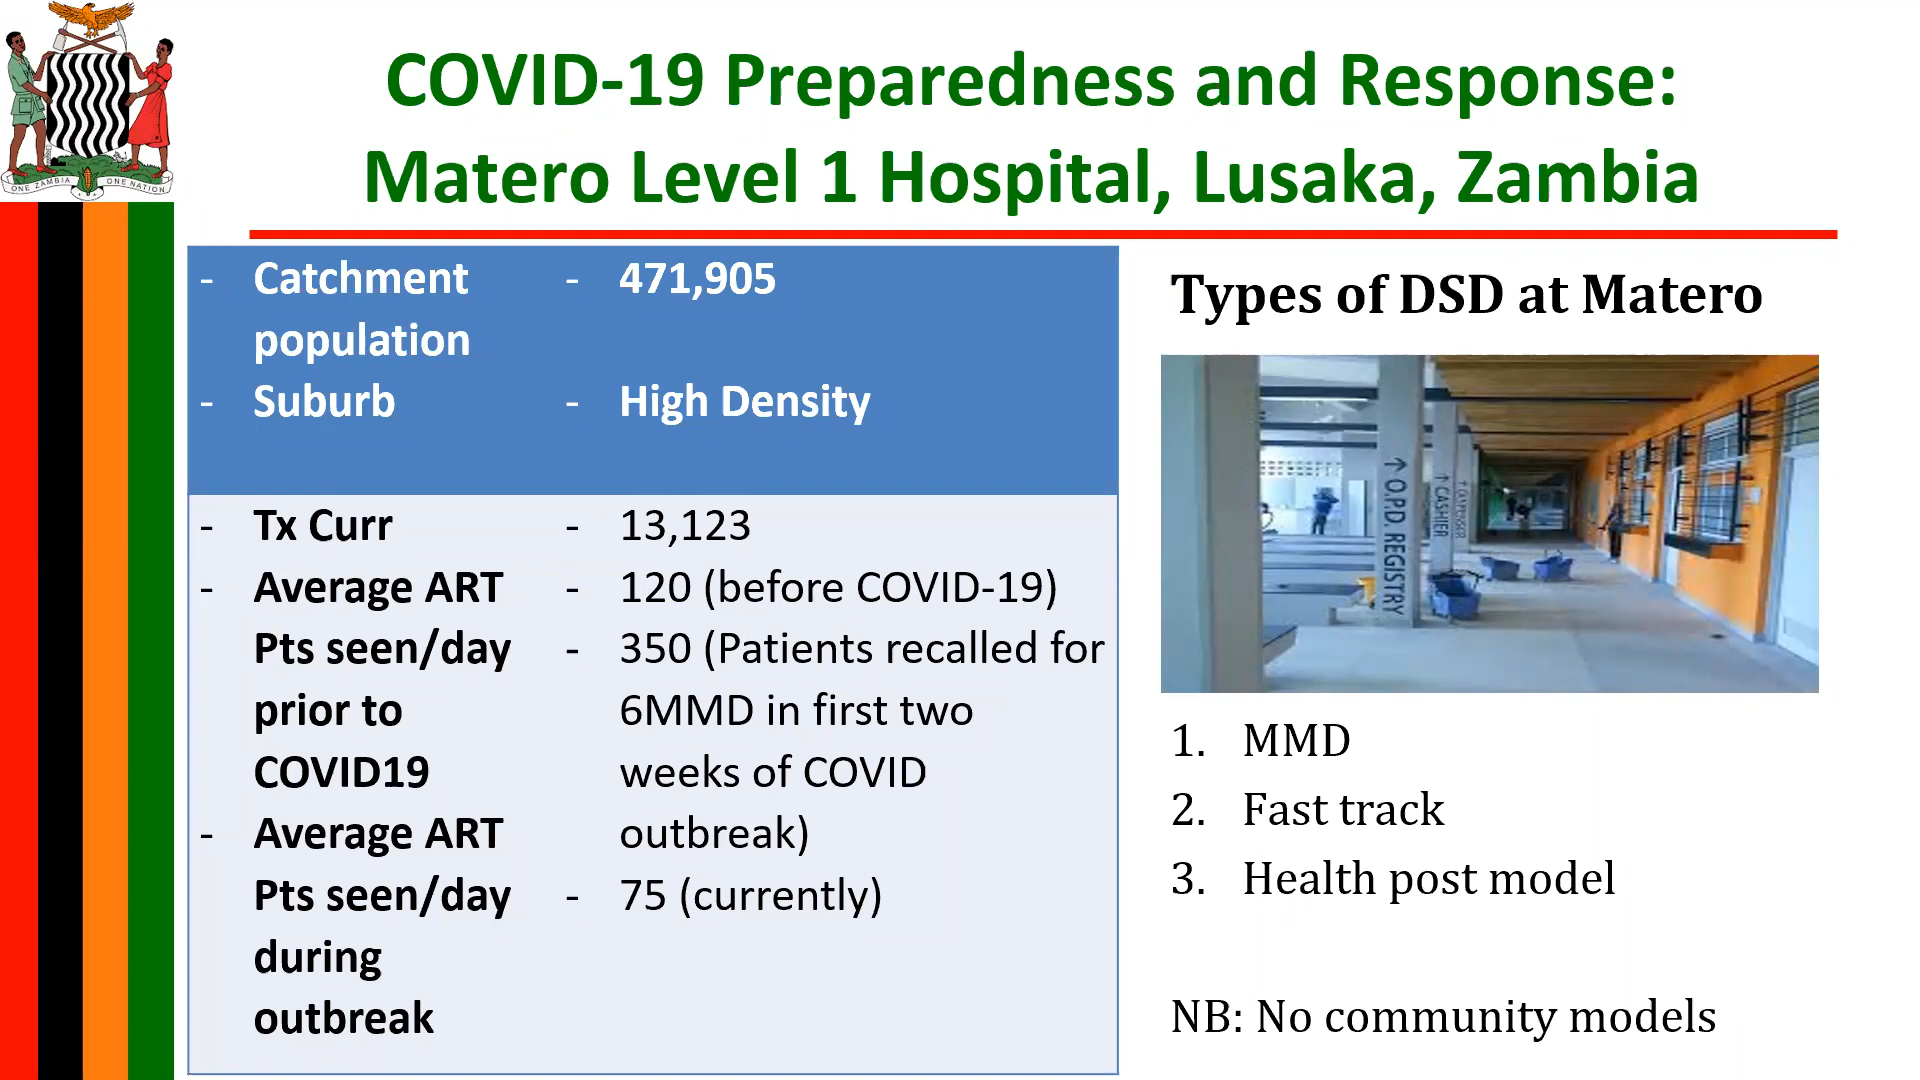 ONE ZAMBIA ONE NATION
COVID-19 Preparedness and Response:
Matero Level 1 Hospital, Lusaka, Zambia
- Catchment
population
- Suburb
- 471,905
- High Density
- Tx Curr
- Average ART
Pts seen/day
prior to
COVID19
- Average ART
Pts seen/day
during
outbreak
- 13,123
- 120 (before COVID-19)
- 350 (Patients recalled for
6MMD in first two
weeks of COVID
outbreak)
- 75 (currently)
Types of DSD at Matero
↑ O.P.D. REGISTRY
↑ CASHIER
1. MMD
2. Fast track
3. Health post model
NB: No community models